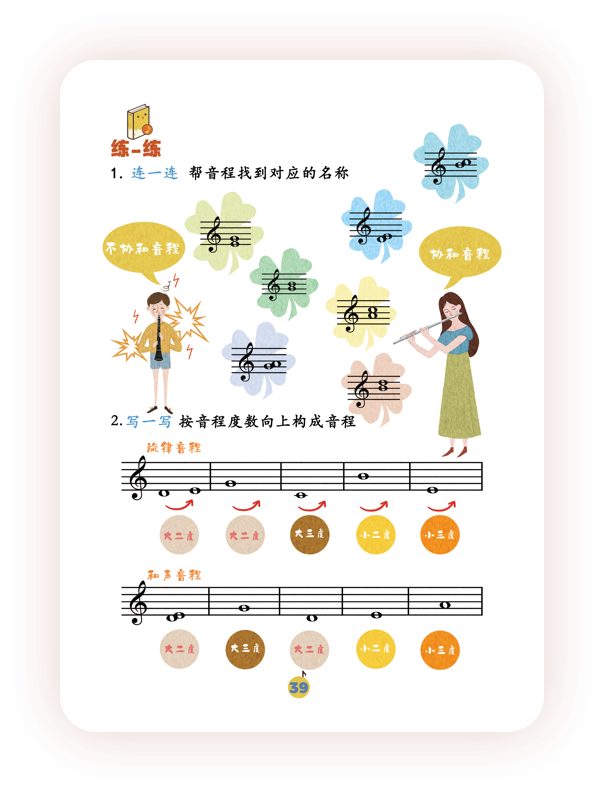 练-练
1. 连一连 帮音程找到对应的名称
不协和音程
协和音程
2.写一写 按音程度数向上构成音程
旋律音程
大二度 大二度 大三度 小二度 小三度
和声音程
大二度 大三度 大二度 小二度 小三度
39